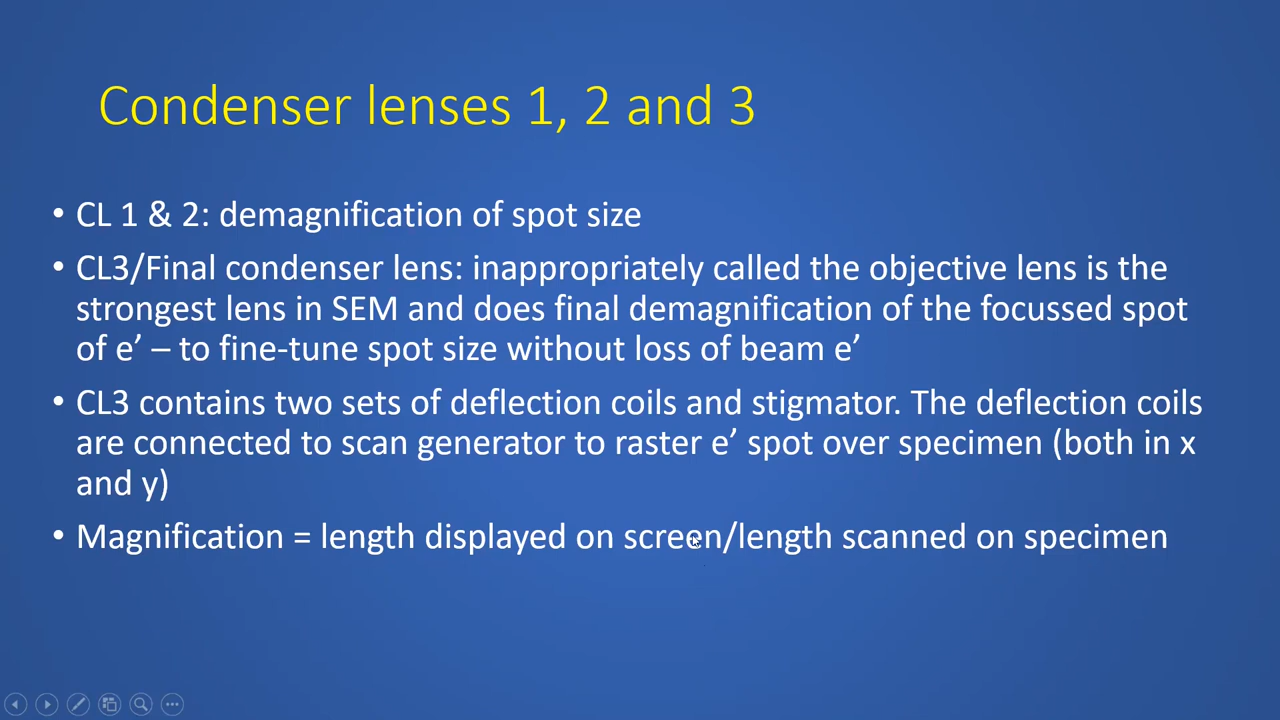 Condenser lenses 1, 2 and 3
• CL 1 & 2: demagnification of spot size
• CL3/Final condenser lens: inappropriately called the objective lens is the
strongest lens in SEM and does final demagnification of the focussed spot
of e’ – to fine-tune spot size without loss of beam e’
• CL3 contains two sets of deflection coils and stigmator. The deflection coils
are connected to scan generator to raster e’ spot over specimen (both in x
and y)
• Magnification = length displayed on screen/length scanned on specimen